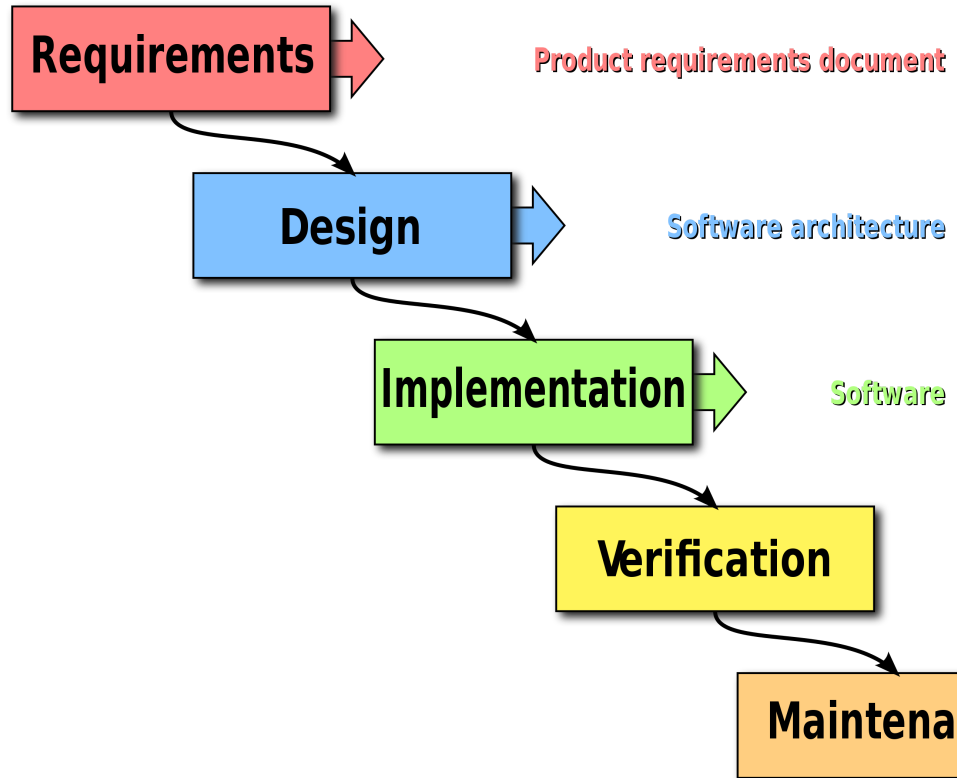 Requirements
Product requirements document
Design
Software architecture
Implementation
Software
Verification
Maintena